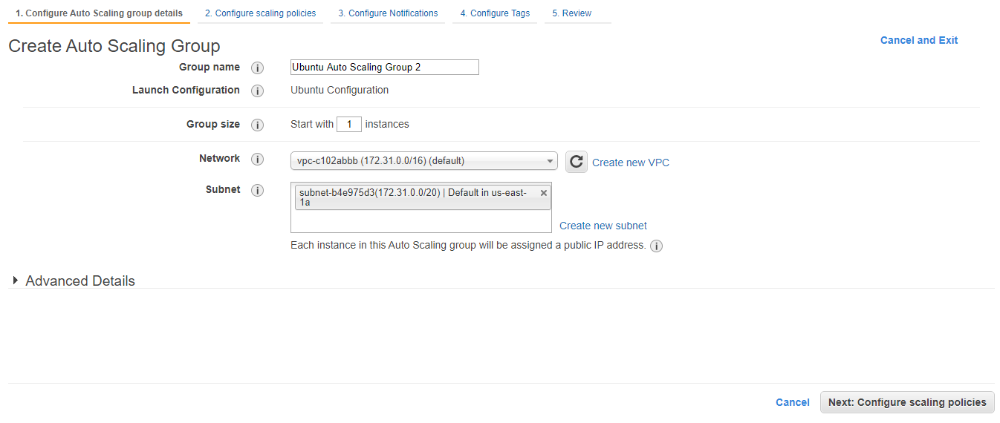 1. Configure Auto Scaling group details 2. Configure scaling policies 3. Configure Notifications 4. Configure Tags 5. Review
Create Auto Scaling Group
Cancel and Exit
Group name i Ubuntu Auto Scaling Group 2
Launch Configuration i Ubuntu Configuration
Group size i Start with 1 instances
Network i vpc-c102abbb (172.31.0.0/16) (default) Create new VPC
Subnet i subnet-b4e975d3(172.31.0.0/20) | Default in us-east-
1a
Create new subnet
Each instance in this Auto Scaling group will be assigned a public IP address. i
Advanced Details
Cancel Next: Configure scaling policies